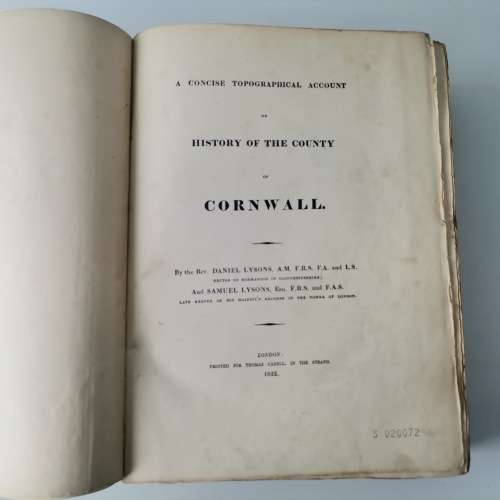 A CONCISE TOPOGRAPHICAL ACCOUNT
OR
HISTORY OF THE COUNTY
OF
CORNWALL.
By the Rev. DANIEL LYSONS, A.M. F.R.S. F.A. and L.S.
RECTOR OF RODMARTON IN GLOUCESTERSHIRE;
And SAMUEL LYSONS, Esq. F.R.S. and F.A.S.
LATE KEEPER OF HIS MAJESTY'S RECORDS IN THE TOWER OF LONDON.
LONDON:
PRINTED FOR THOMAS CADELL, IN THE STRAND.
1822.
S 020072